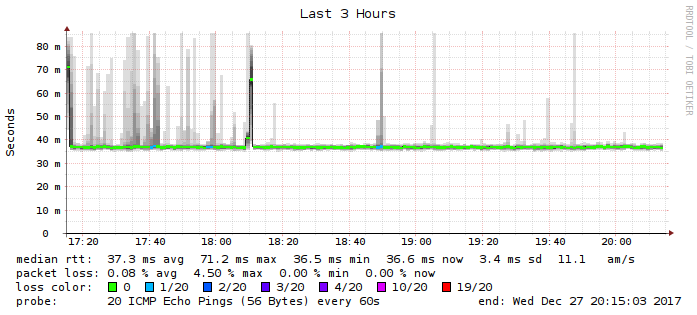 Last 3 Hours
RRDTOOL / TOBI OETIKER
Seconds
80 m
70 m
60 m
50 m
40 m
30 m
20 m
10 m
0
17:20 17:40 18:00 18:20 18:40 19:00 19:20 19:40 20:00
median rtt: 37.3 ms avg 71.2 ms max 36.5 ms min 36.6 ms now 3.4 ms sd 11.1 am/s
packet loss: 0.08 % avg 4.50 % max 0.00 % min 0.00 % now
loss color: 0 1/20 2/20 3/20 4/20 10/20 19/20
probe: 20 ICMP Echo Pings (56 Bytes) every 60s end: Wed Dec 27 20:15:03 2017